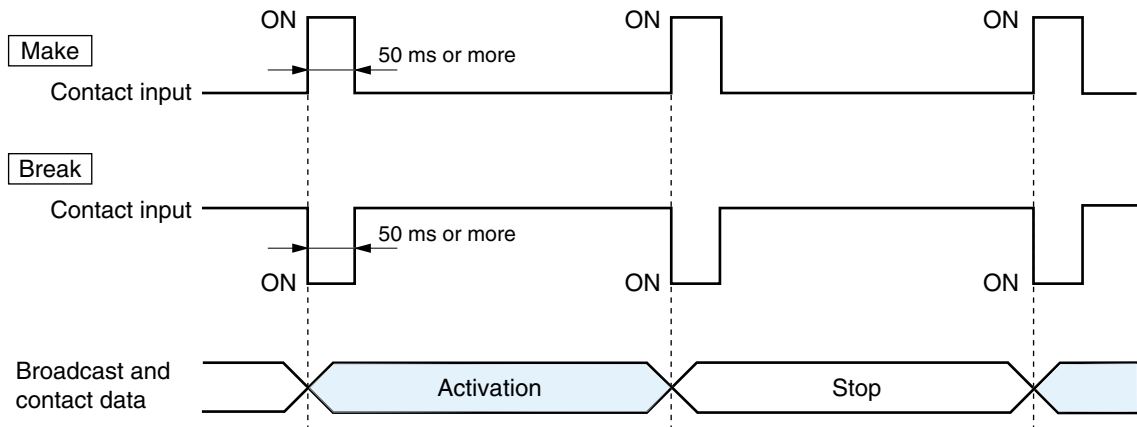 ON ON ON
Make
50 ms or more
Contact input
Break
Contact input
50 ms or more
ON ON ON
Broadcast and
contact data
Activation Stop